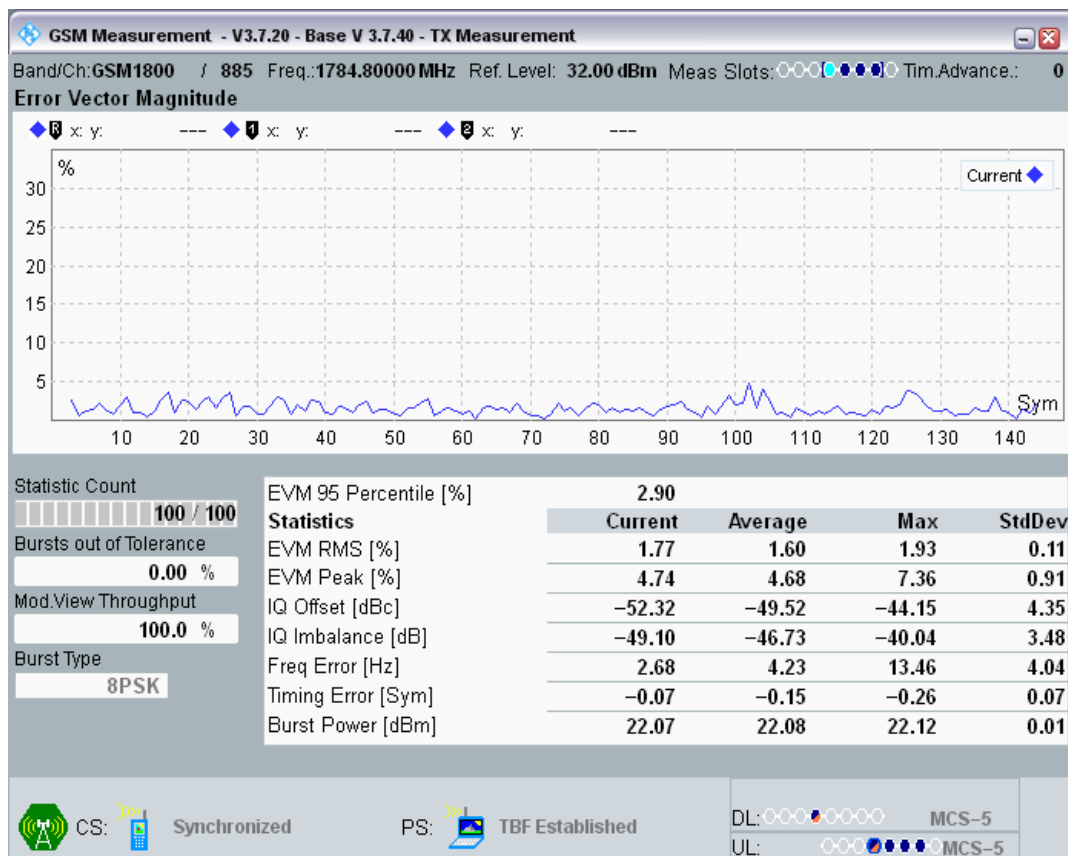 GSM Measurement - V3.7.20 - Base V 3.7.40 - TX Measurement
Band/Ch:GSM1800 / 885 Freq.:1784.80000 MHz Ref. Level: 32.00 dBm Meas Slots: Tim.Advance.: 0
Error Vector Magnitude
R x: y: --- 1 x: y: --- 2 x: y: ---
%
Current
30
25
20
15
10
5
Sym
10 20 30 40 50 60 70 80 90 100 110 120 130 140
Statistic Count
100 / 100
Bursts out of Tolerance
0.00 %
Mod.View Throughput
100.0 %
Burst Type
8PSK
EVM 95 Percentile [%] 2.90
Statistics Current Average Max StdDev
EVM RMS [%] 1.77 1.60 1.93 0.11
EVM Peak [%] 4.74 4.68 7.36 0.91
IQ Offset [dBc] −52.32 −49.52 −44.15 4.35
IQ Imbalance [dB] −49.10 −46.73 −40.04 3.48
Freq Error [Hz] 2.68 4.23 13.46 4.04
Timing Error [Sym] −0.07 −0.15 −0.26 0.07
Burst Power [dBm] 22.07 22.08 22.12 0.01
CS: Synchronized PS: TBF Established
DL: MCS−5
UL: MCS−5